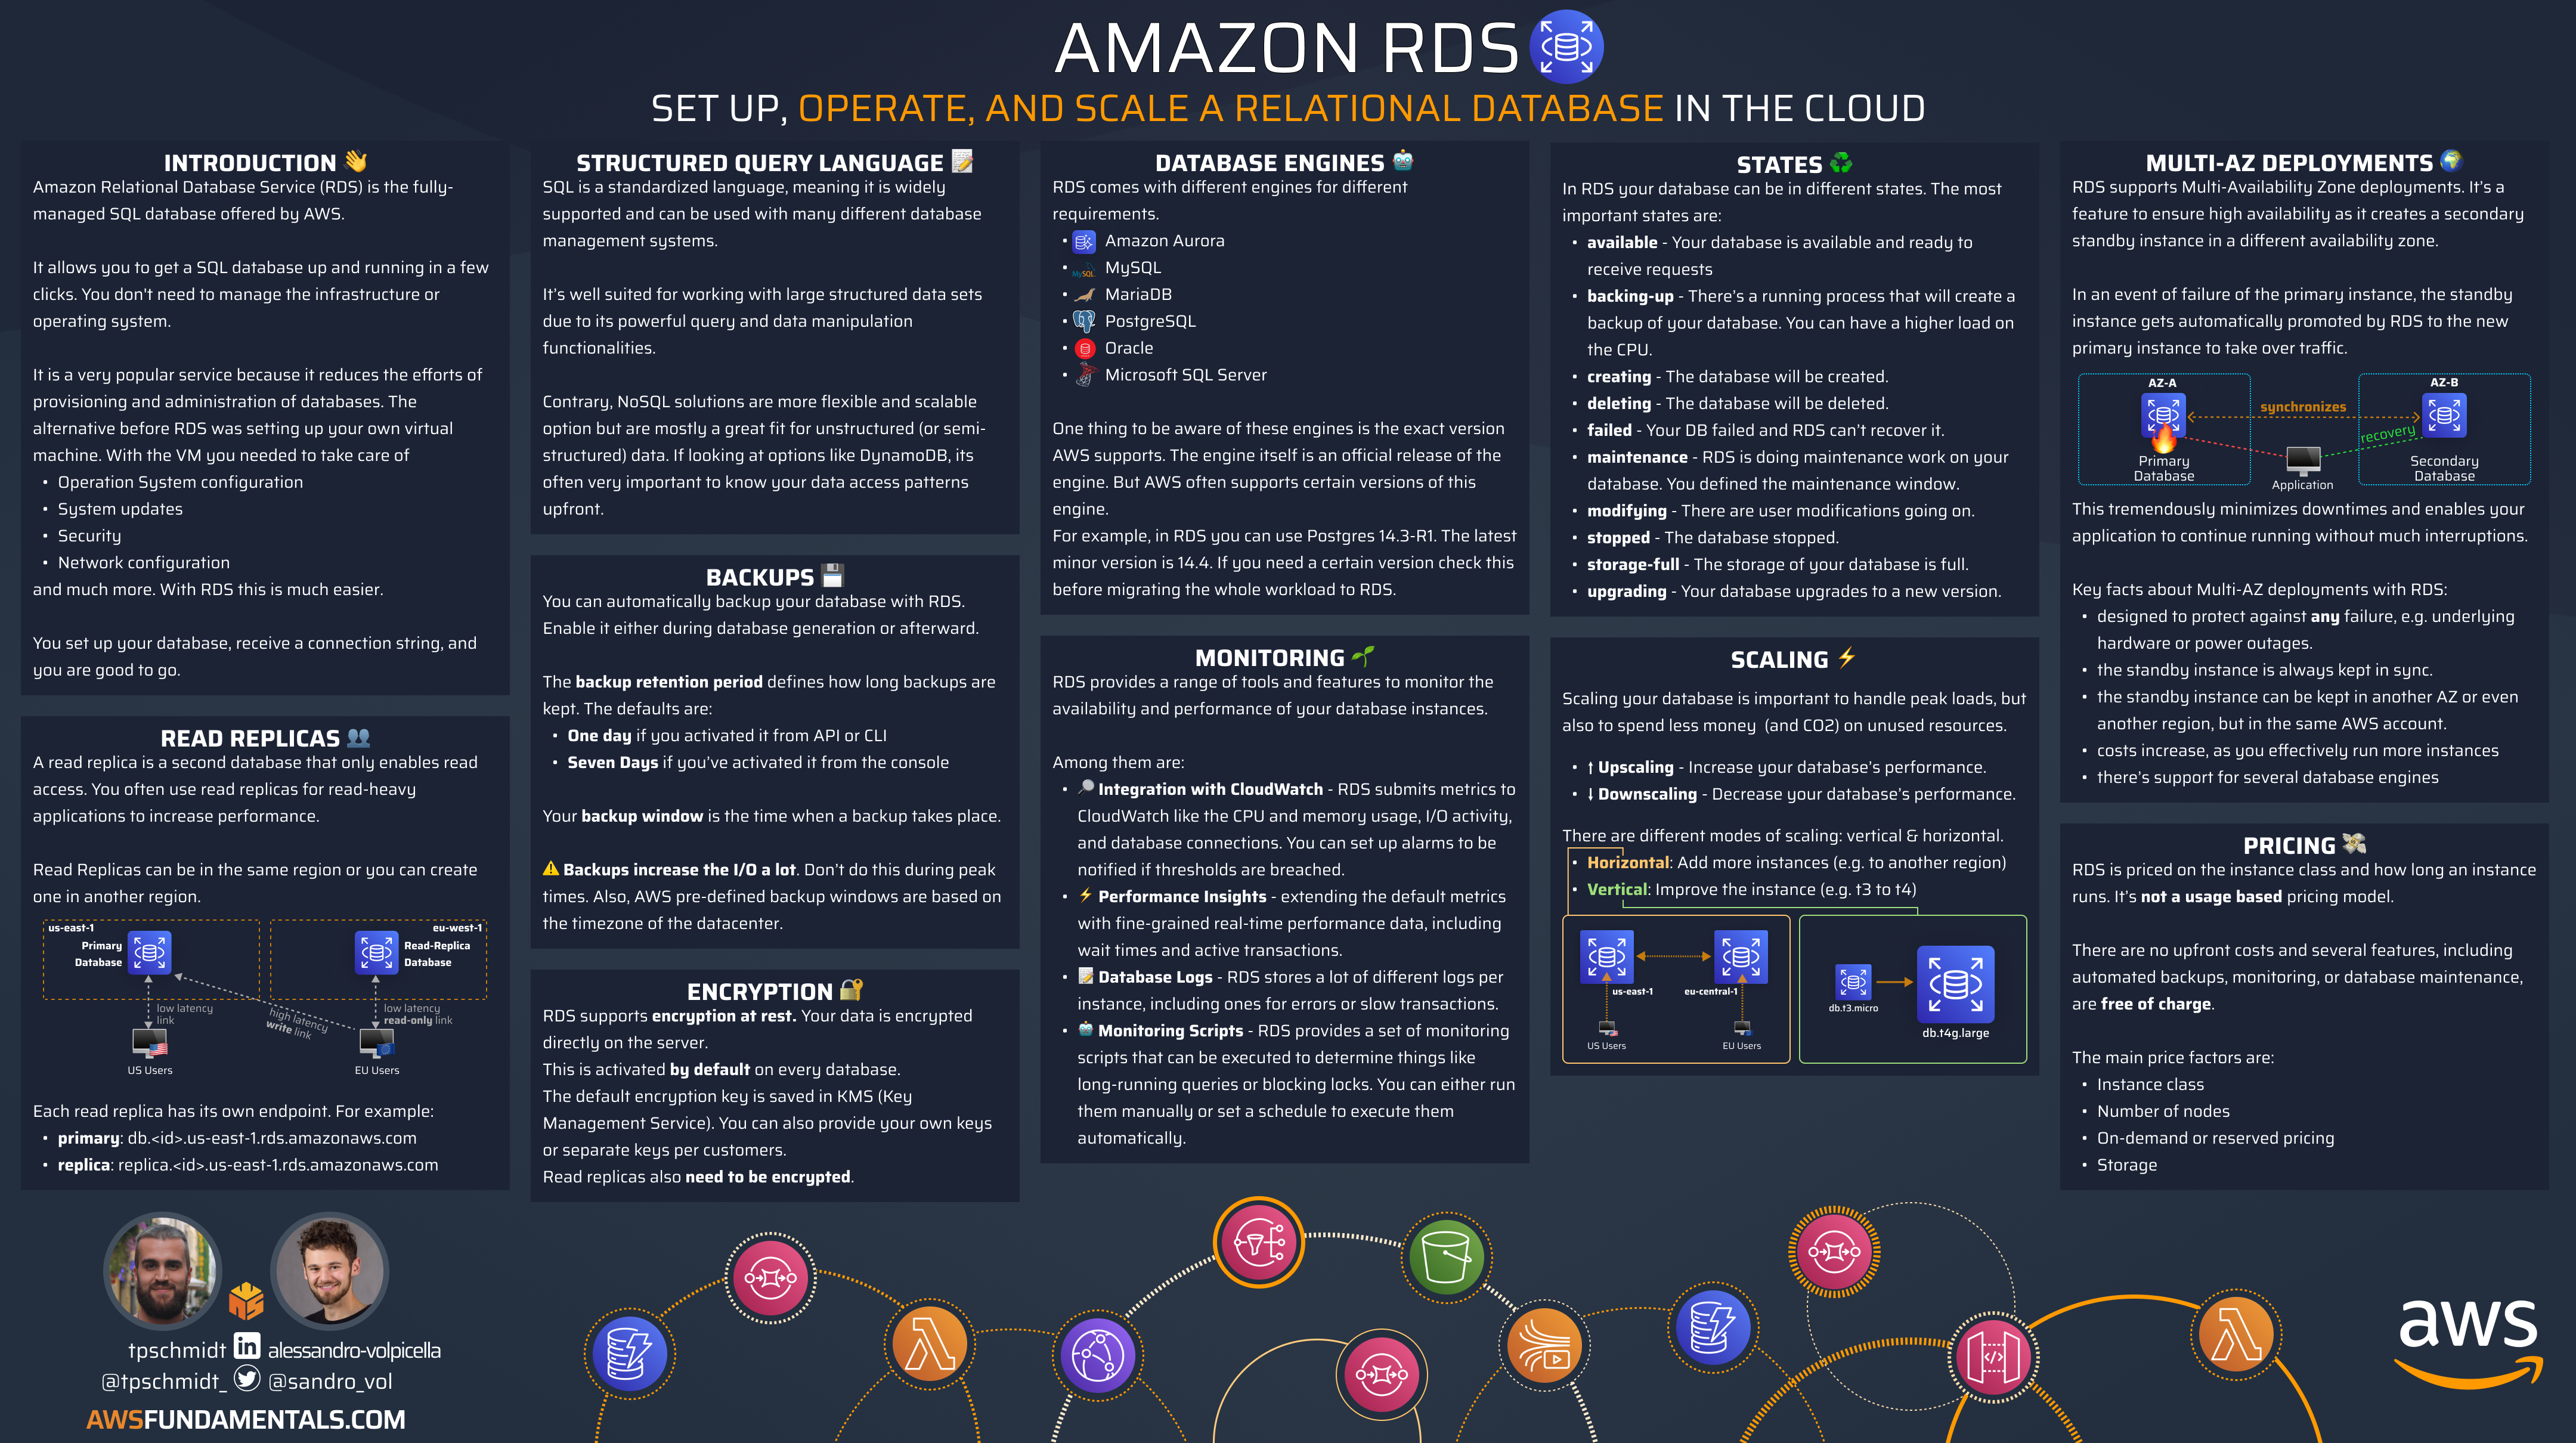 AMAZON RDS
SET UP, OPERATE, AND SCALE A RELATIONAL DATABASE IN THE CLOUD
INTRODUCTION
Amazon Relational Database Service (RDS) is the fully-
managed SQL database offered by AWS.
It allows you to get a SQL database up and running in a few
clicks. You don't need to manage the infrastructure or
operating system.
It is a very popular service because it reduces the efforts of
provisioning and administration of databases. The
alternative before RDS was setting up your own virtual
machine. With the VM you needed to take care of
• Operation System configuration
• System updates
• Security
• Network configuration
and much more. With RDS this is much easier.
You set up your database, receive a connection string, and
you are good to go.
READ REPLICAS
A read replica is a second database that only enables read
access. You often use read replicas for read-heavy
applications to increase performance.
Read Replicas can be in the same region or you can create
one in another region.
us-east-1
Primary
Database
eu-west-1
Read-Replica
Database
low latency
link
high latency
write link
low latency
read-only link
US Users
EU Users
Each read replica has its own endpoint. For example:
• primary: db.<id>.us-east-1.rds.amazonaws.com
• replica: replica.<id>.us-east-1.rds.amazonaws.com
STRUCTURED QUERY LANGUAGE
SQL is a standardized language, meaning it is widely
supported and can be used with many different database
management systems.
It's well suited for working with large structured data sets
due to its powerful query and data manipulation
functionalities.
Contrary, NoSQL solutions are more flexible and scalable
option but are mostly a great fit for unstructured (or semi-
structured) data. If looking at options like DynamoDB, its
often very important to know your data access patterns
upfront.
BACKUPS
You can automatically backup your database with RDS.
Enable it either during database generation or afterward.
The backup retention period defines how long backups are
kept. The defaults are:
• One day if you activated it from API or CLI
• Seven Days if you've activated it from the console
Your backup window is the time when a backup takes place.
⚠ Backups increase the I/O a lot. Don't do this during peak
times. Also, AWS pre-defined backup windows are based on
the timezone of the datacenter.
ENCRYPTION
RDS supports encryption at rest. Your data is encrypted
directly on the server.
This is activated by default on every database.
The default encryption key is saved in KMS (Key
Management Service). You can also provide your own keys
or separate keys per customers.
Read replicas also need to be encrypted.
DATABASE ENGINES
RDS comes with different engines for different
requirements.
• Amazon Aurora
• MySQL MySQL
• MariaDB
• PostgreSQL
• Oracle
• Microsoft SQL Server
One thing to be aware of these engines is the exact version
AWS supports. The engine itself is an official release of the
engine. But AWS often supports certain versions of this
engine.
For example, in RDS you can use Postgres 14.3-R1. The latest
minor version is 14.4. If you need a certain version check this
before migrating the whole workload to RDS.
MONITORING
RDS provides a range of tools and features to monitor the
availability and performance of your database instances.
Among them are:
• Integration with CloudWatch - RDS submits metrics to
CloudWatch like the CPU and memory usage, I/O activity,
and database connections. You can set up alarms to be
notified if thresholds are breached.
• Performance Insights - extending the default metrics
with fine-grained real-time performance data, including
wait times and active transactions.
• Database Logs - RDS stores a lot of different logs per
instance, including ones for errors or slow transactions.
• Monitoring Scripts - RDS provides a set of monitoring
scripts that can be executed to determine things like
long-running queries or blocking locks. You can either run
them manually or set a schedule to execute them
automatically.
STATES
In RDS your database can be in different states. The most
important states are:
• available - Your database is available and ready to
receive requests
• backing-up - There's a running process that will create a
backup of your database. You can have a higher load on
the CPU.
• creating - The database will be created.
• deleting - The database will be deleted.
• failed - Your DB failed and RDS can't recover it.
• maintenance - RDS is doing maintenance work on your
database. You defined the maintenance window.
• modifying - There are user modifications going on.
• stopped - The database stopped.
• storage-full - The storage of your database is full.
• upgrading - Your database upgrades to a new version.
SCALING
Scaling your database is important to handle peak loads, but
also to spend less money (and CO2) on unused resources.
• ↑ Upscaling - Increase your database's performance.
• ↓ Downscaling - Decrease your database's performance.
There are different modes of scaling: vertical & horizontal.
• Horizontal: Add more instances (e.g. to another region)
• Vertical: Improve the instance (e.g. t3 to t4)
us-east-1
eu-central-1
US Users
EU Users
db.t3.micro
db.t4g.large
MULTI-AZ DEPLOYMENTS
RDS supports Multi-Availability Zone deployments. It's a
feature to ensure high availability as it creates a secondary
standby instance in a different availability zone.
In an event of failure of the primary instance, the standby
instance gets automatically promoted by RDS to the new
primary instance to take over traffic.
AZ-A
AZ-B
synchronizes
recovery
Primary
Database
Application
Secondary
Database
This tremendously minimizes downtimes and enables your
application to continue running without much interruptions.
Key facts about Multi-AZ deployments with RDS:
• designed to protect against any failure, e.g. underlying
hardware or power outages.
• the standby instance is always kept in sync.
• the standby instance can be kept in another AZ or even
another region, but in the same AWS account.
• costs increase, as you effectively run more instances
• there's support for several database engines
PRICING
RDS is priced on the instance class and how long an instance
runs. It's not a usage based pricing model.
There are no upfront costs and several features, including
automated backups, monitoring, or database maintenance,
are free of charge.
The main price factors are:
• Instance class
• Number of nodes
• On-demand or reserved pricing
• Storage
tpschmidt in alessandro-volpicella
@tpschmidt_ @sandro_vol
AWSFUNDAMENTALS.COM
aws